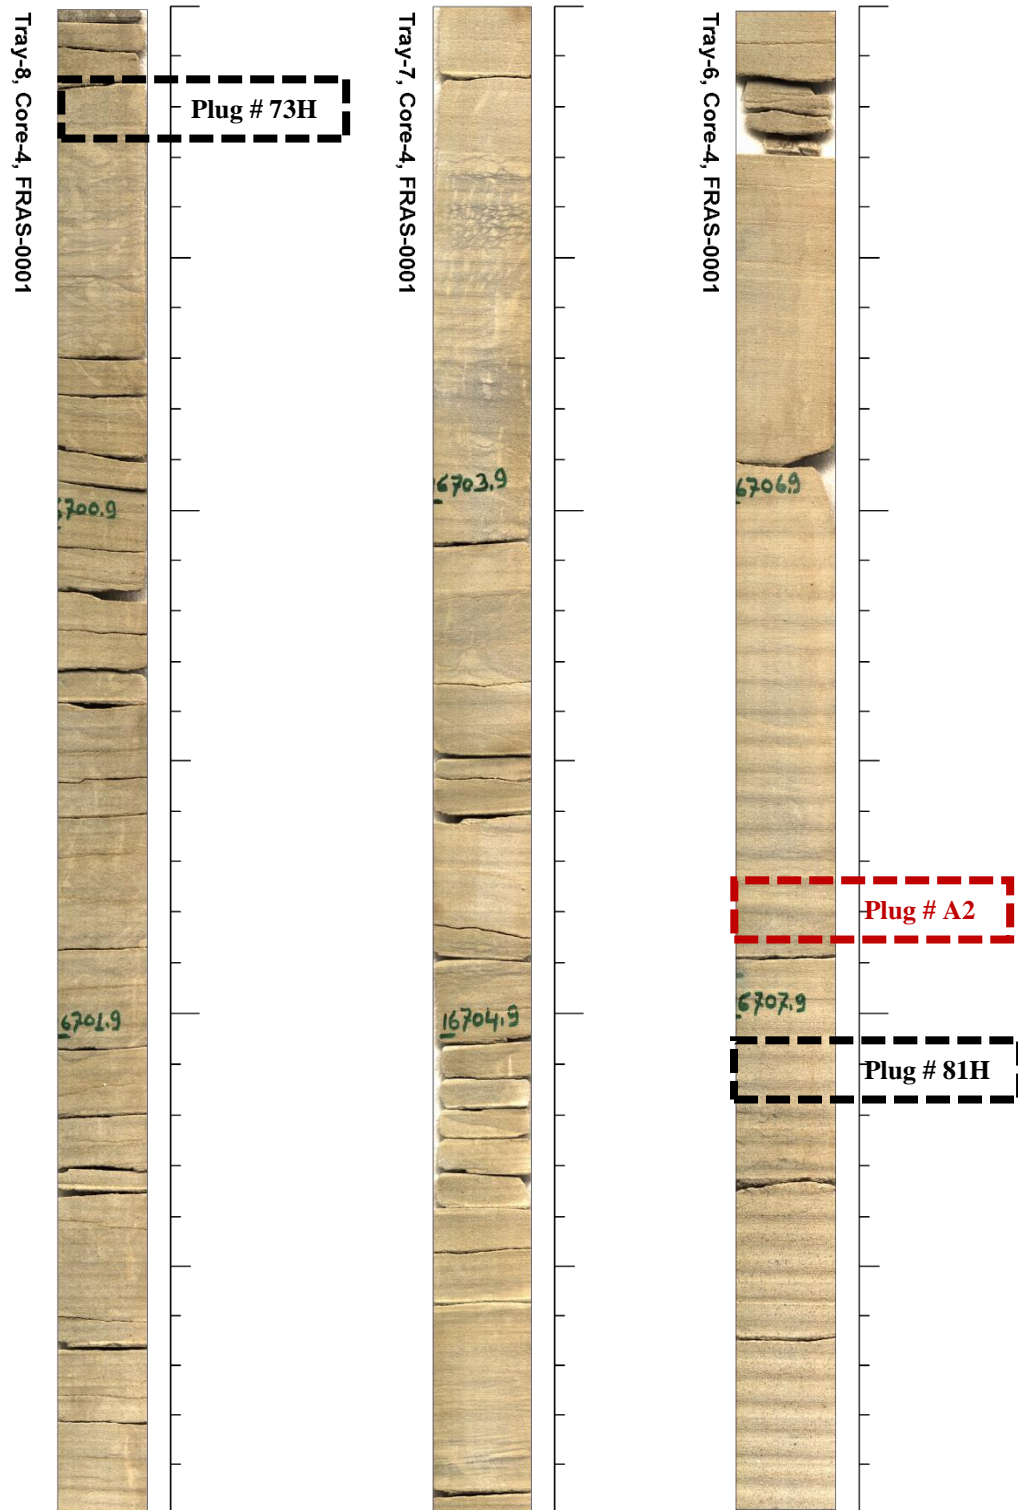 Tray-8, Core-4, FRAS-0001
Plug # 73H
6700.9
6701.9
Tray-7, Core-4, FRAS-0001
6703.9
16704.9
Tray-6, Core-4, FRAS-0001
6706.9
Plug # A2
6707.9
Plug # 81H